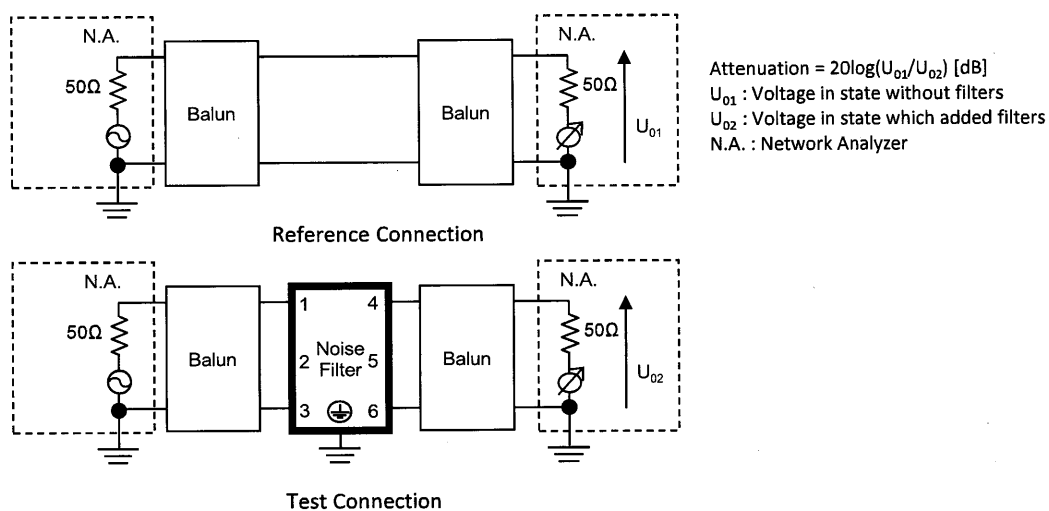 N.A.
50Ω
Balun
Balun
N.A.
50Ω
U01
Attenuation = 20log(U01/U02) [dB]
U01 : Voltage in state without filters
U02 : Voltage in state which added filters
N.A. : Network Analyzer
Reference Connection
N.A.
50Ω
Balun
1 4
2 Noise Filter 5
3 6
Balun
N.A.
50Ω
U02
Test Connection